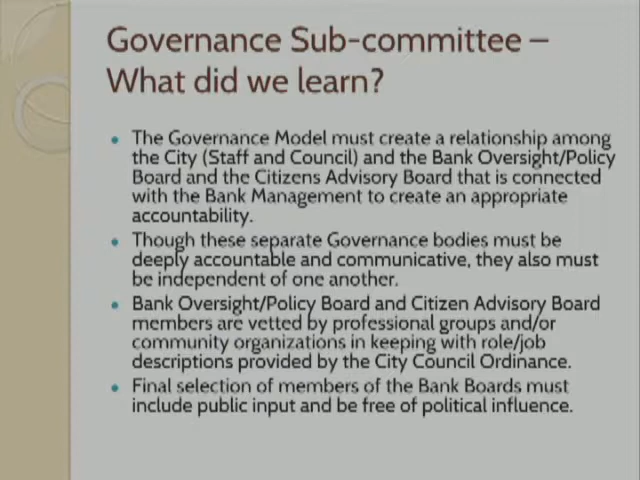 Governance Sub-committee –
What did we learn?
The Governance Model must create a relationship among
the City (Staff and Council) and the Bank Oversight/Policy
Board and the Citizens Advisory Board that is connected
with the Bank Management to create an appropriate
accountability.
Though these separate Governance bodies must be
deeply accountable and communicative, they also must
be independent of one another.
Bank Oversight/Policy Board and Citizen Advisory Board
members are vetted by professional groups and/or
community organizations in keeping with role/job
descriptions provided by the City Council Ordinance.
Final selection of members of the Bank Boards must
include public input and be free of political influence.